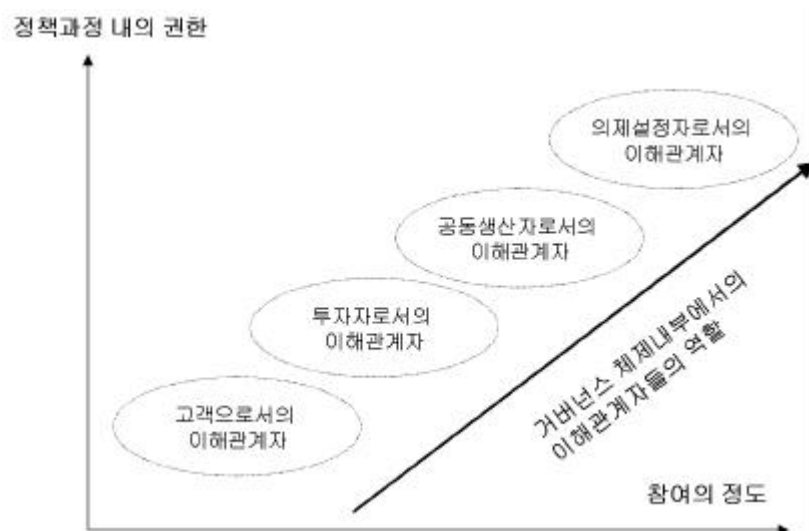 정책과정 내의 권한
의제설정자로서의
이해관계자
공동생산자로서의
이해관계자
투자자로서의
이해관계자
고객으로서의
이해관계자
거버넌스 체제내부에서의
이해관계자들의 역할
참여의 정도